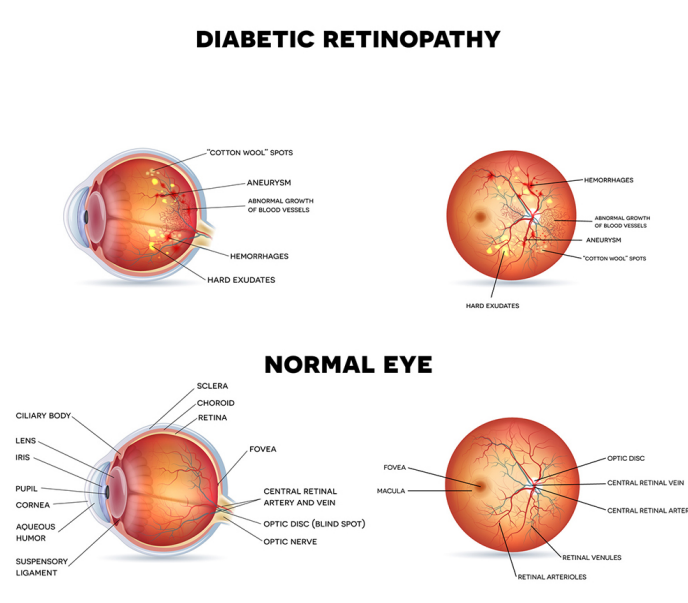 DIABETIC RETINOPATHY
"COTTON WOOL" SPOTS
ANEURYSM
ABNORMAL GROWTH
OF BLOOD VESSELS
HEMORRHAGES
HARD EXUDATES
HEMORRHAGES
ABNORMAL GROWTH
OF BLOOD VESSELS
ANEURYSM
"COTTON WOOL" SPOTS
HARD EXUDATES
NORMAL EYE
SCLERA
CHOROID
RETINA
CILIARY BODY
LENS
IRIS
PUPIL
CORNEA
AQUEOUS
HUMOR
SUSPENSORY
LIGAMENT
FOVEA
CENTRAL RETINAL
ARTERY AND VEIN
OPTIC DISC (BLIND SPOT)
OPTIC NERVE
FOVEA
MACULA
OPTIC DISC
CENTRAL RETINAL VEIN
CENTRAL RETINAL ARTER
RETINAL VENULES
RETINAL ARTERIOLES